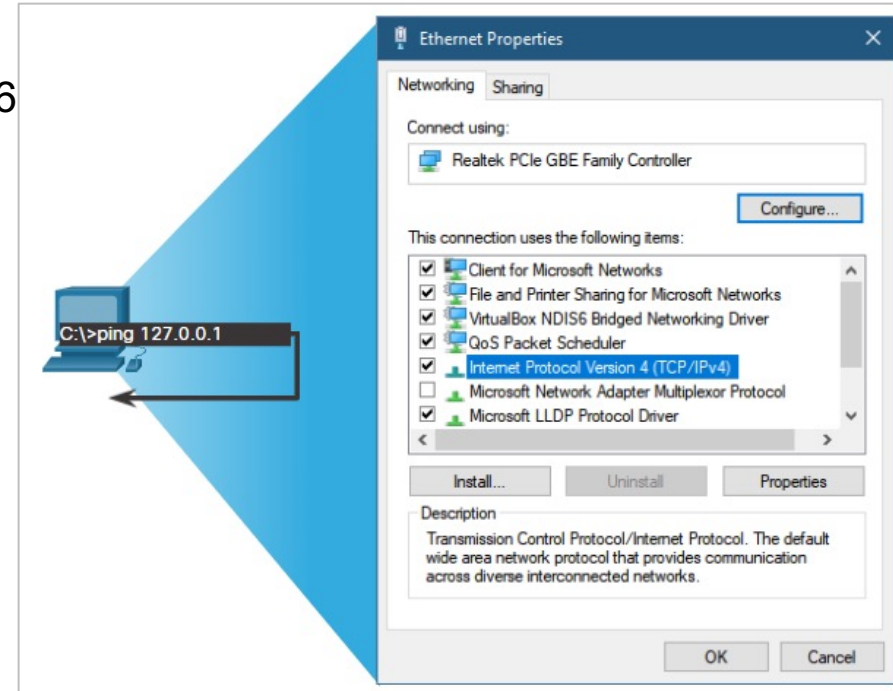 6
C:\>ping 127.0.0.1
Ethernet Properties
Networking Sharing
Connect using:
Realtek PCIe GBE Family Controller
Configure...
This connection uses the following items:
Client for Microsoft Networks
File and Printer Sharing for Microsoft Networks
VirtualBox NDIS6 Bridged Networking Driver
QoS Packet Scheduler
Internet Protocol Version 4 (TCP/IPv4)
Microsoft Network Adapter Multiplexor Protocol
Microsoft LLDP Protocol Driver
Install... Uninstall Properties
Description
Transmission Control Protocol/Internet Protocol. The default
wide area network protocol that provides communication
across diverse interconnected networks.
OK Cancel